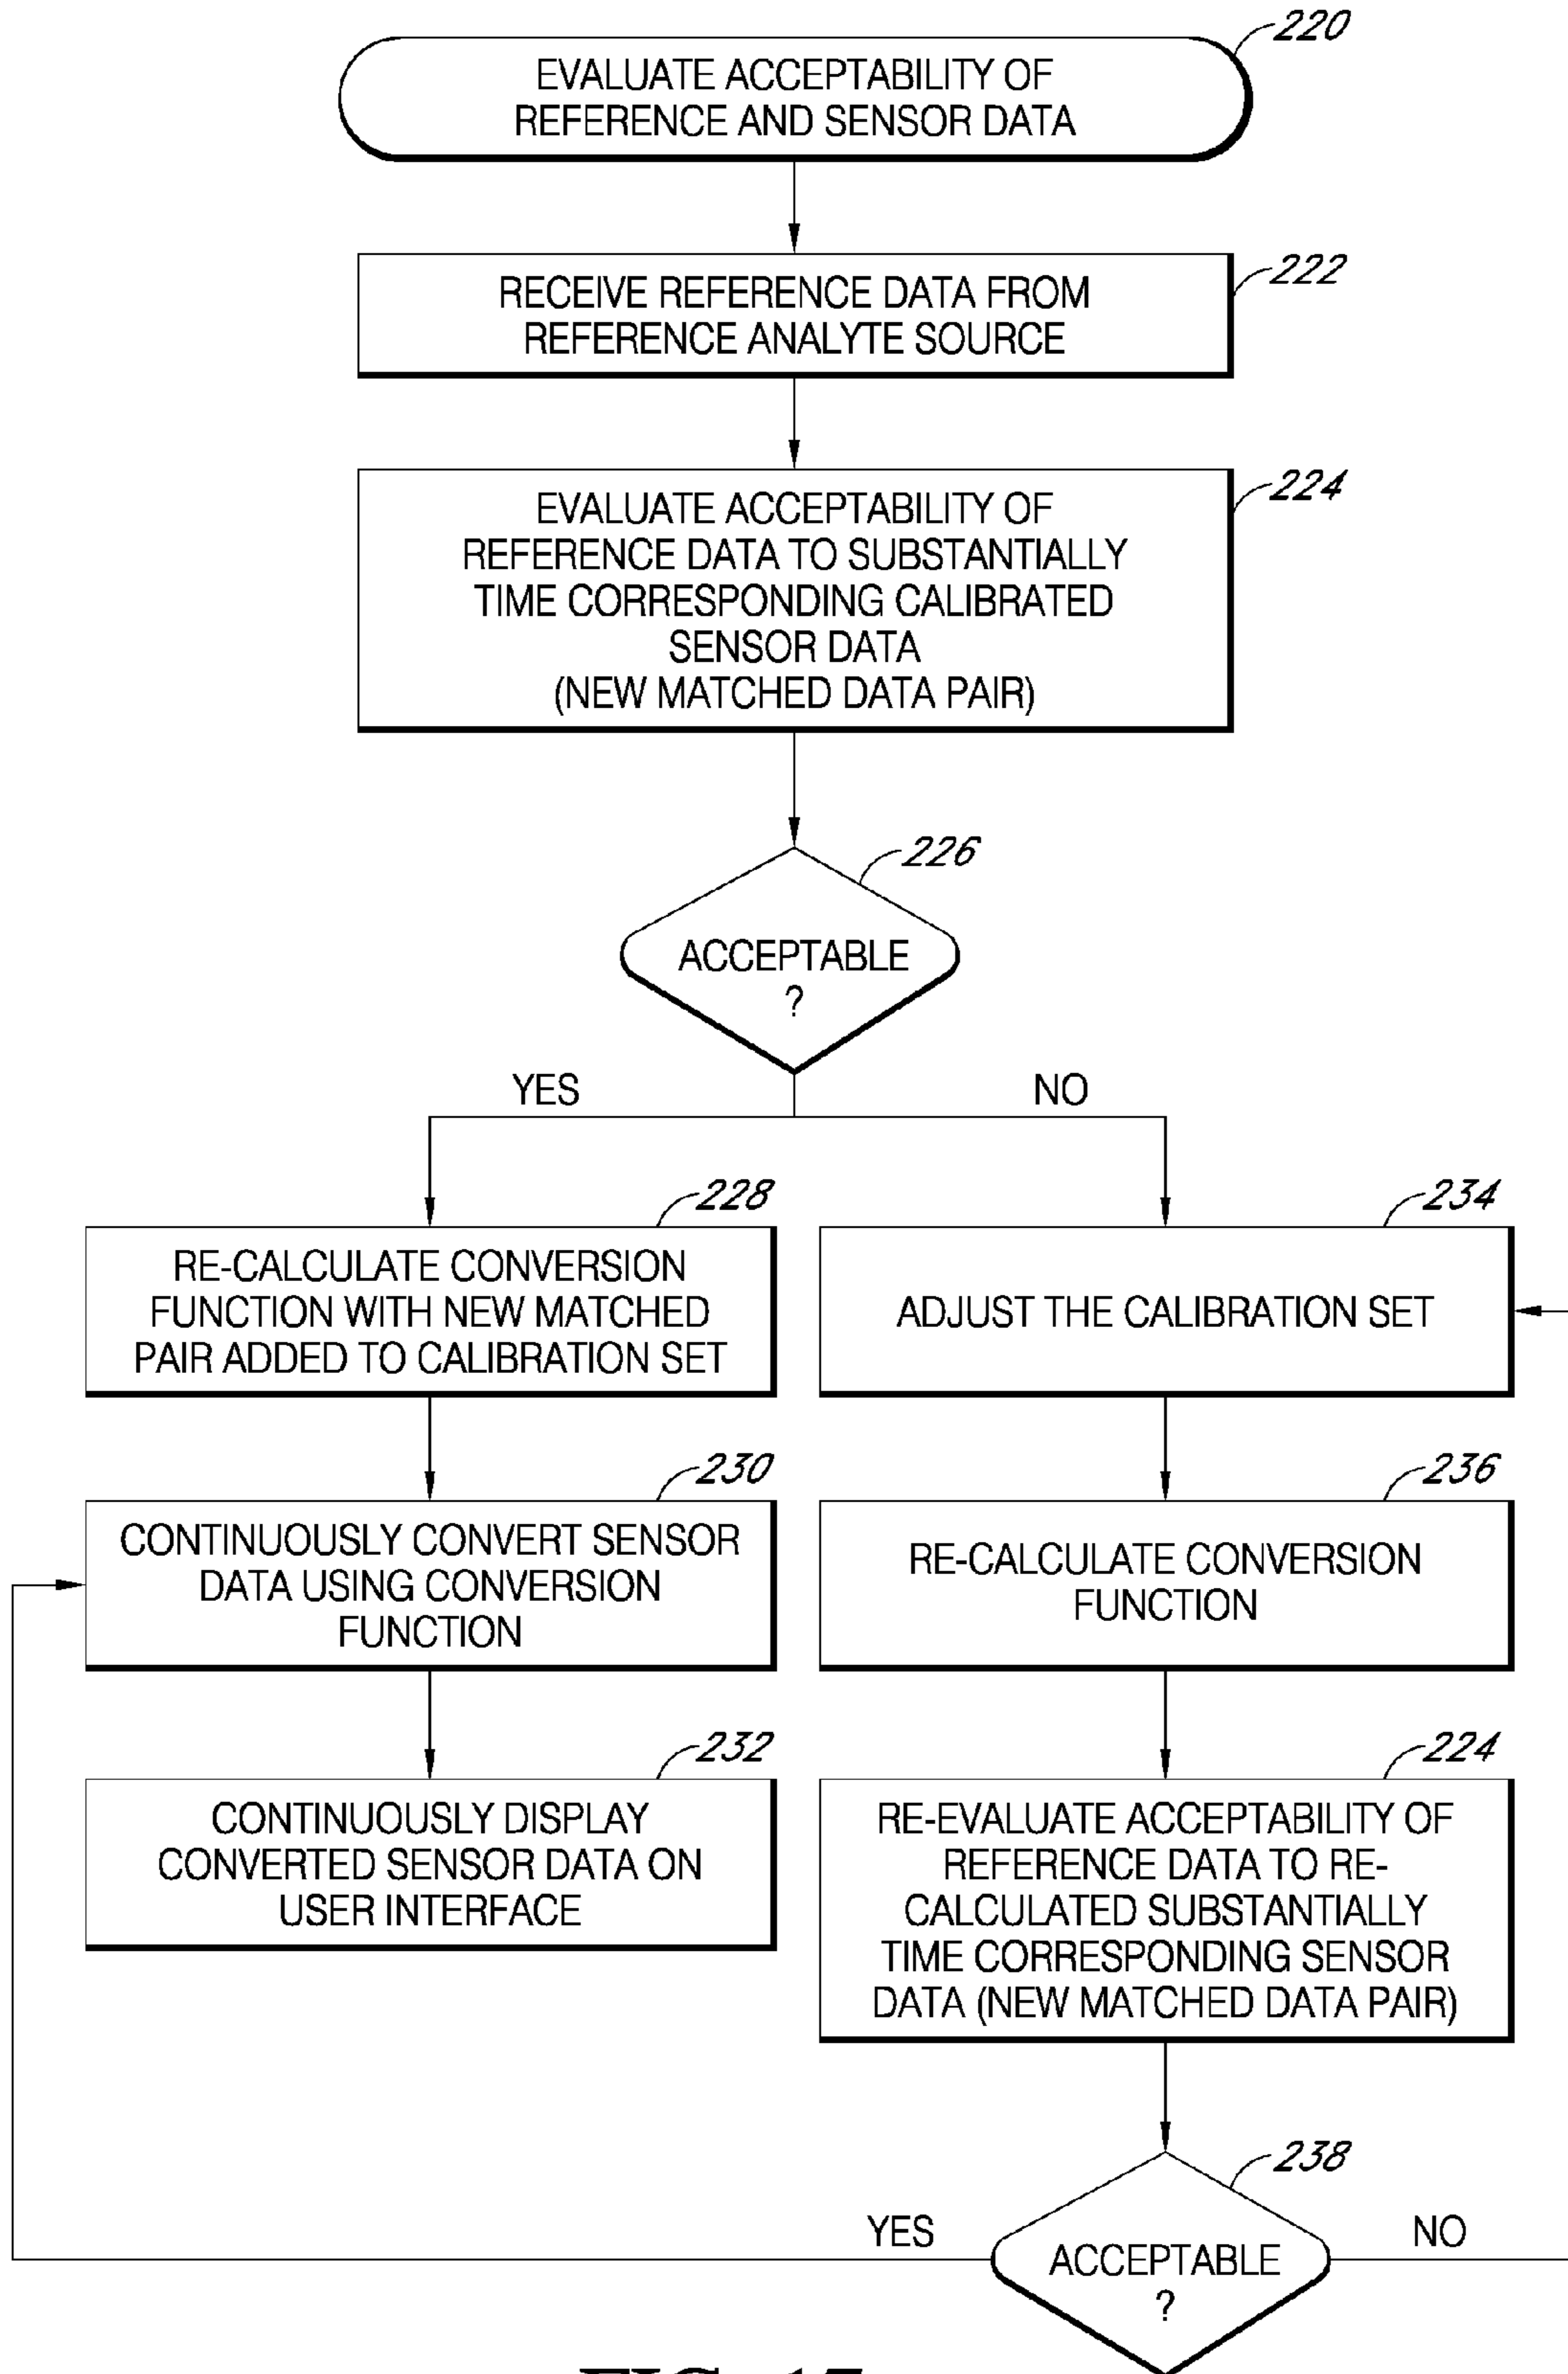 220
EVALUATE ACCEPTABILITY OF
REFERENCE AND SENSOR DATA
222
RECEIVE REFERENCE DATA FROM
REFERENCE ANALYTE SOURCE
224
EVALUATE ACCEPTABILITY OF
REFERENCE DATA TO SUBSTANTIALLY
TIME CORRESPONDING CALIBRATED
SENSOR DATA
(NEW MATCHED DATA PAIR)
226
ACCEPTABLE
?
YES
NO
228
RE-CALCULATE CONVERSION
FUNCTION WITH NEW MATCHED
PAIR ADDED TO CALIBRATION SET
230
CONTINUOUSLY CONVERT SENSOR
DATA USING CONVERSION
FUNCTION
232
CONTINUOUSLY DISPLAY
CONVERTED SENSOR DATA ON
USER INTERFACE
234
ADJUST THE CALIBRATION SET
236
RE-CALCULATE CONVERSION
FUNCTION
224
RE-EVALUATE ACCEPTABILITY OF
REFERENCE DATA TO RE-
CALCULATED SUBSTANTIALLY
TIME CORRESPONDING SENSOR
DATA (NEW MATCHED DATA PAIR)
238
YES
ACCEPTABLE
?
NO